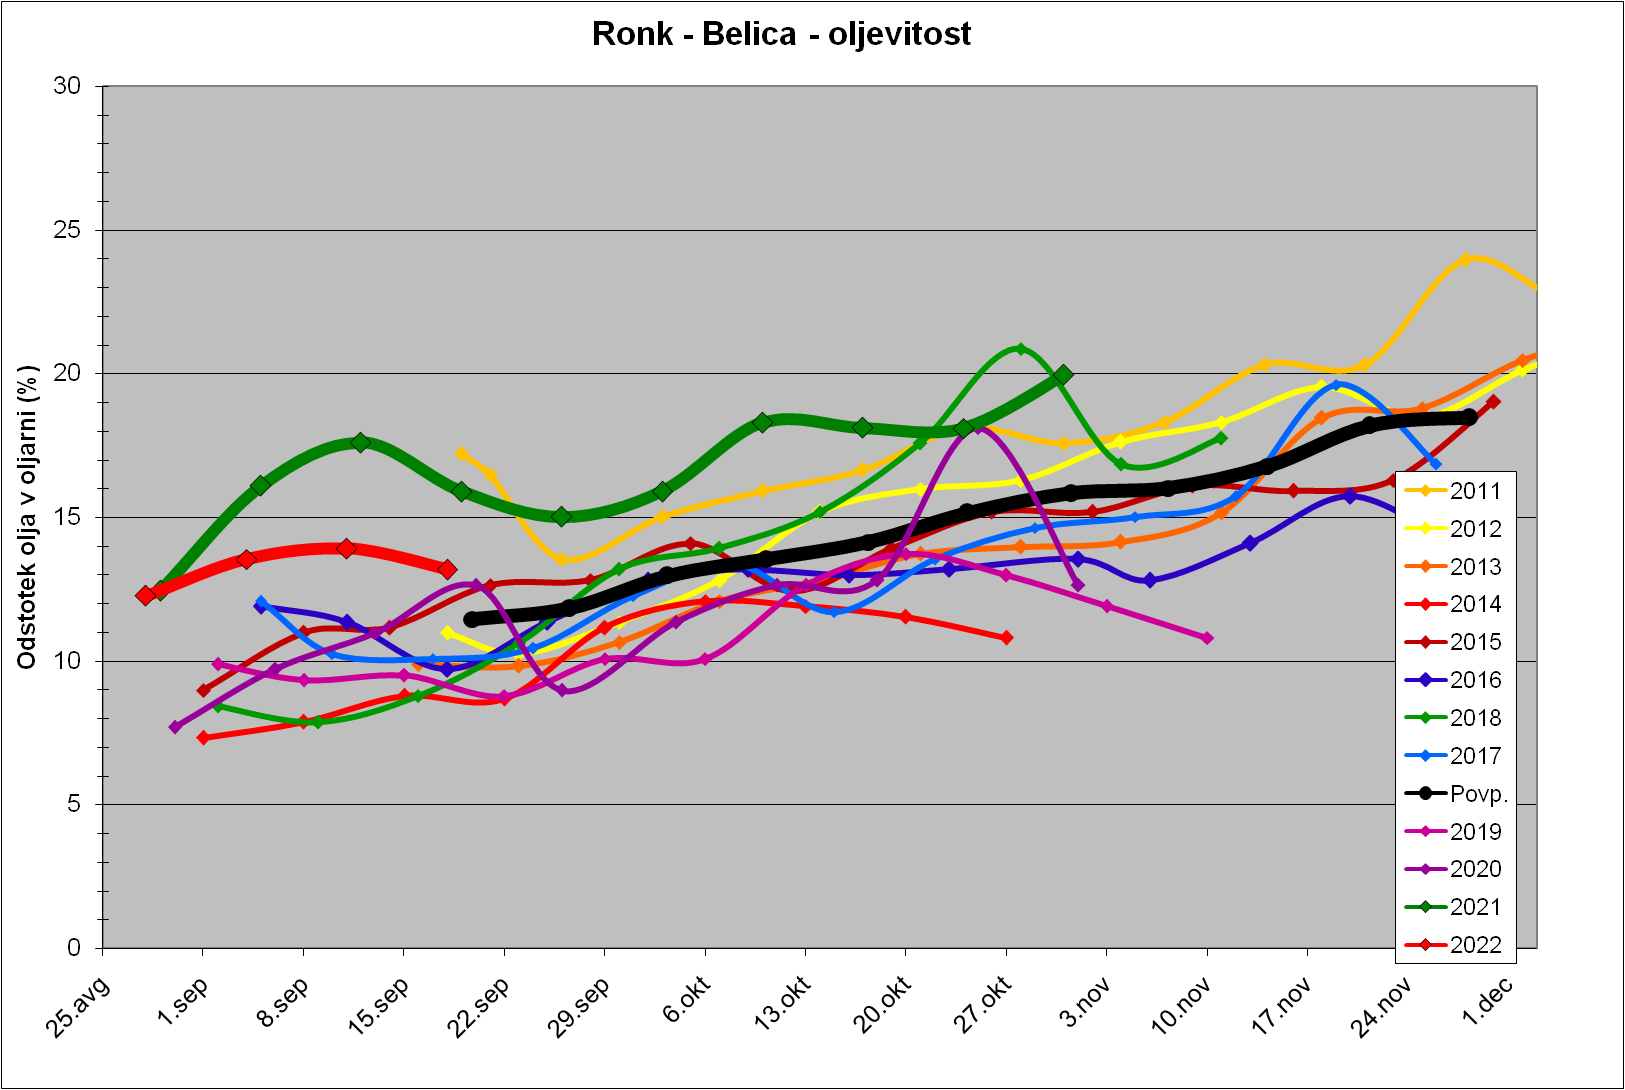 Ronk - Belica - oljevitost
Odstotek olja v oljarni (%)
30
25
20
15
10
5
0
25.avg
1.sep
8.sep
15.sep
22.sep
29.sep
6.okt
13.okt
20.okt
27.okt
3.nov
10.nov
17.nov
24.nov
1.dec
2011
2012
2013
2014
2015
2016
2018
2017
Povp.
2019
2020
2021
2022